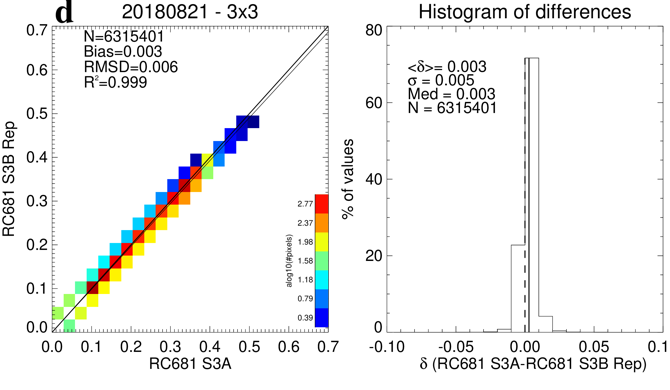 d
20180821 - 3x3
N=6315401
Bias=0.003
RMSD=0.006
R²=0.999
0.7
0.6
0.5
0.4
0.3
0.2
0.1
0.0
RC681 S3B Rep
0.0 0.1 0.2 0.3 0.4 0.5 0.6 0.7
RC681 S3A
alog10(#pixels)
2.77
2.37
1.98
1.58
1.18
0.79
0.39
Histogram of differences
<δ>= 0.003
σ = 0.005
Med = 0.003
N = 6315401
80
60
40
20
0
% of values
-0.10 -0.05 0.00 0.05 0.1
δ (RC681 S3A-RC681 S3B Rep)